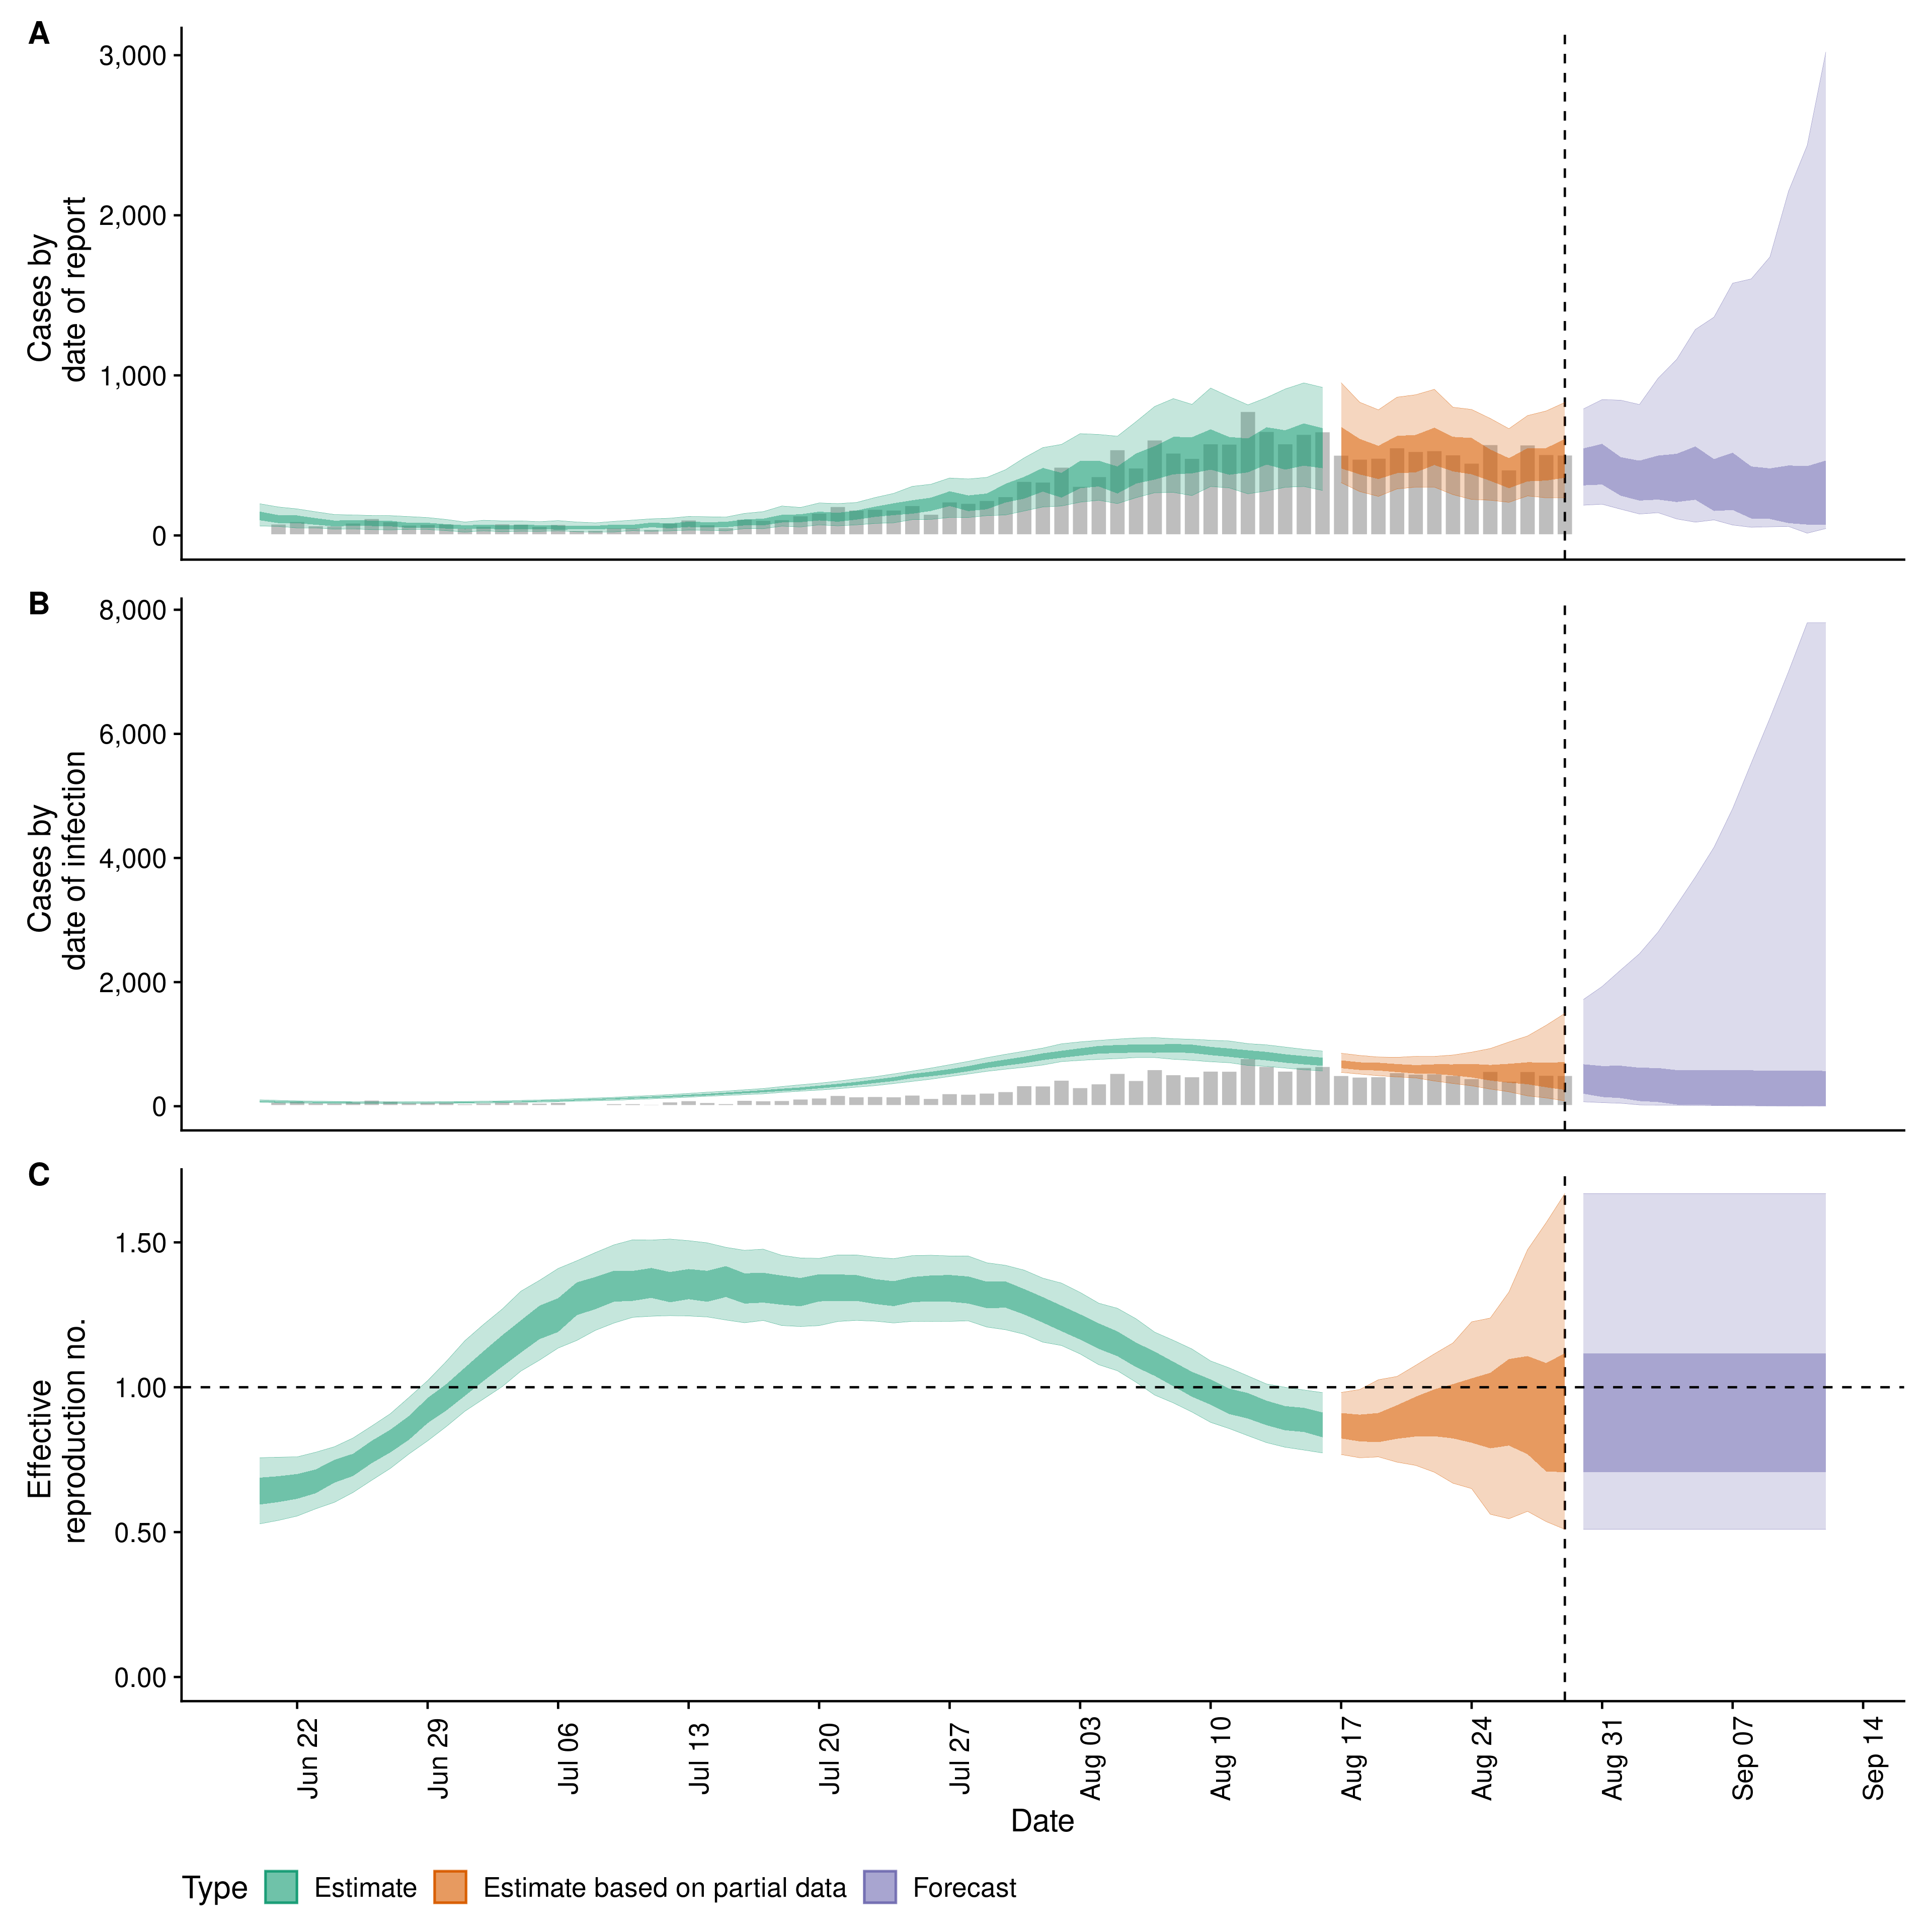 A
Cases by
date of report
3,000
2,000
1,000
0
B
Cases by
date of infection
8,000
6,000
4,000
2,000
0
C
Effective
reproduction no.
1.50
1.00
0.50
0.00
Jun 22
Jun 29
Jul 06
Jul 13
Jul 20
Jul 27
Aug 03
Aug 10
Aug 17
Aug 24
Aug 31
Sep 07
Sep 14
Date
Type Estimate Estimate based on partial data Forecast